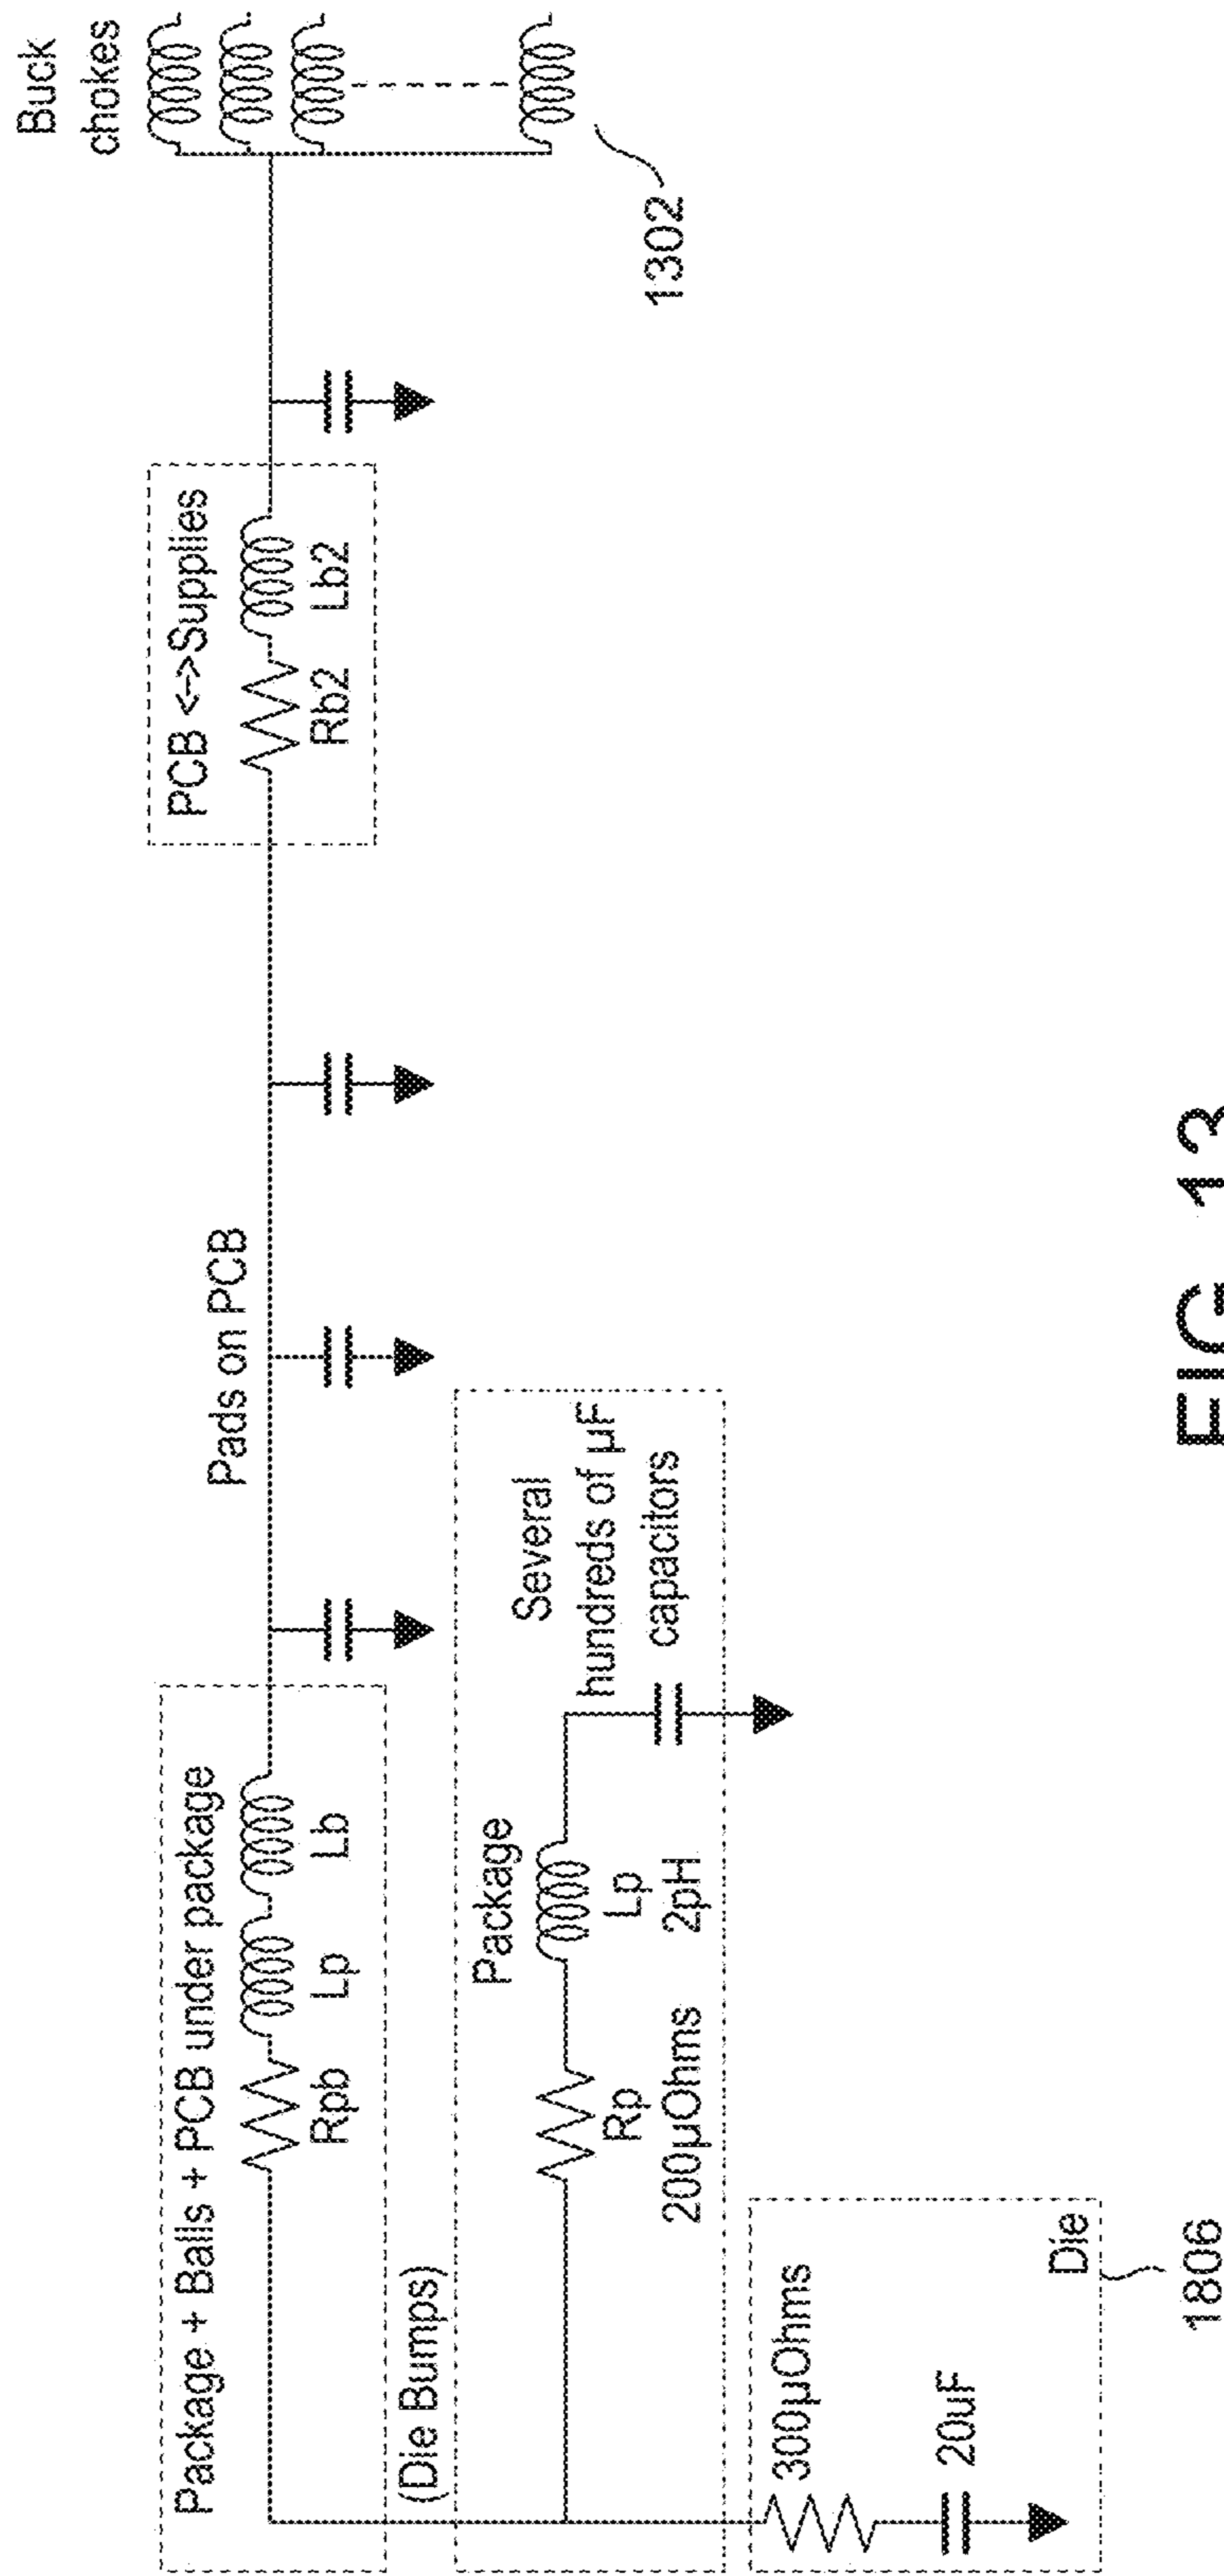 Buck
chokes
1302
PCB <->Supplies
Rb2
Lb2
Pads on PCB
Package + Balls + PCB under package
Rpb
Lp
Lb
(Die Bumps)
Package
Rp
200µOhms
Lp
2pH
Several
hundreds of µF
capacitors
300µOhms
20uF
Die
1806
FIG 13